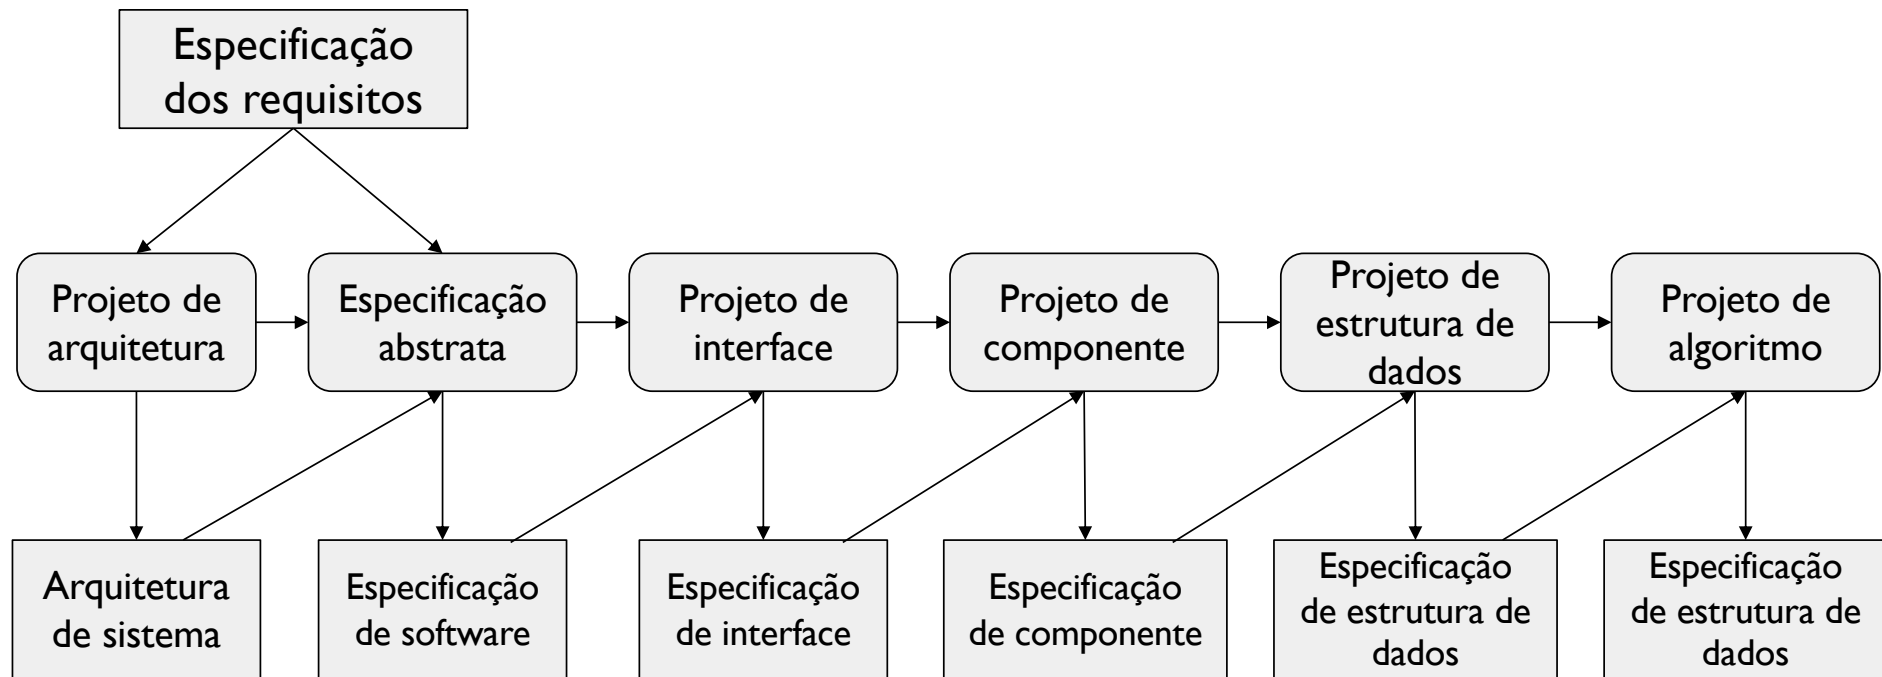 Especificação
dos requisitos
Projeto de
arquitetura
Especificação
abstrata
Projeto de
interface
Projeto de
componente
Projeto de
estrutura de
dados
Projeto de
algoritmo
Arquitetura
de sistema
Especificação
de software
Especificação
de interface
Especificação
de componente
Especificação
de estrutura de
dados
Especificação
de estrutura de
dados